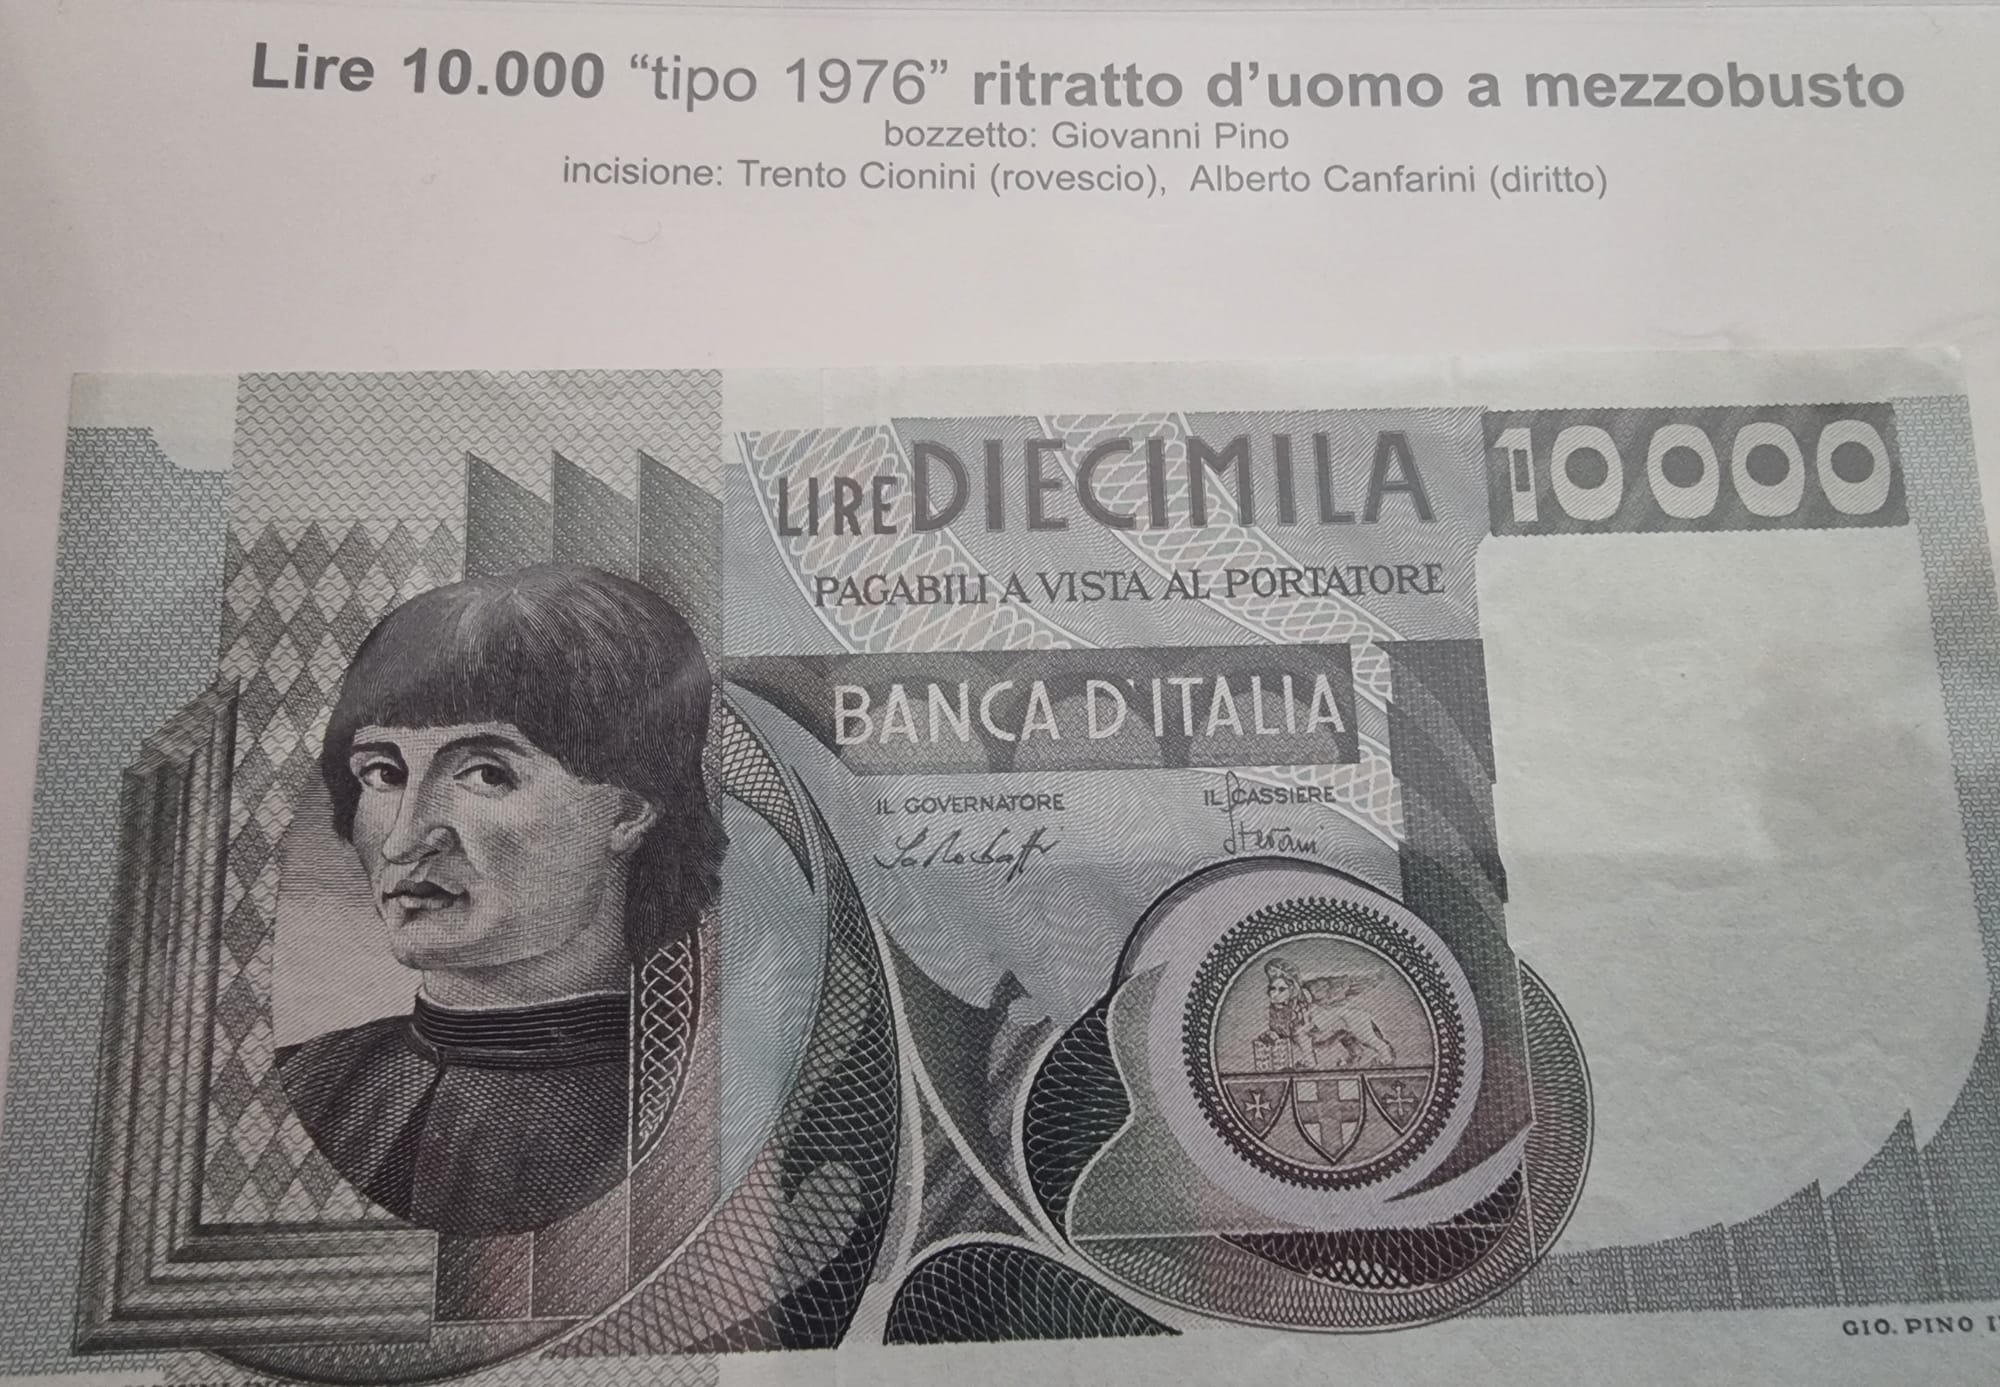 Lire 10.000 “tipo 1976” ritratto d’uomo a mezzobusto
bozzetto: Giovanni Pino
incisione: Trento Cionini (rovescio), Alberto Canfarini (diritto)
LIRE DIECIMILA
10000
PAGABILI A VISTA AL PORTATORE
BANCA D'ITALIA
IL GOVERNATORE
IL CASSIERE
Stevani
GIO. PINO